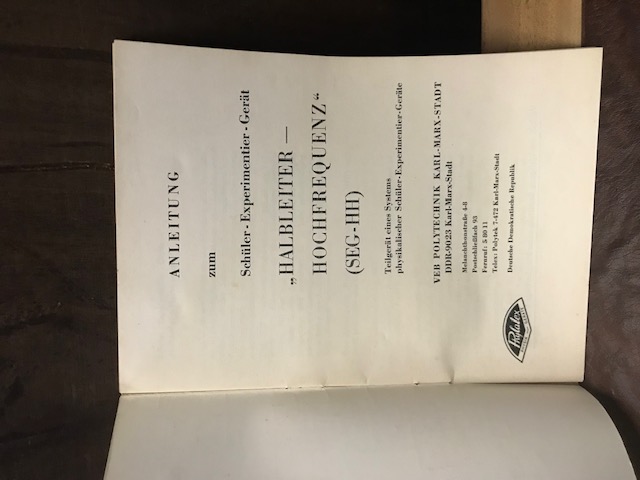 ANLEITUNG
zum
Schüler-Experimentier-Gerät
„HALBLEITER —
HOCHFREQUENZ“
(SEG-HH)
Teilgerät eines Systems
physikalischer Schüler-Experimentier-Geräte
VEB POLYTECHNIK KARL-MARX-STADT
DDR-9023 Karl-Marx-Stadt
Melanchthonstraße 4-8
Postschließfach 93
Fernruf: 5 80 11
Telex: Polytek 7-472 Karl-Marx-Stadt
Deutsche Demokratische Republik